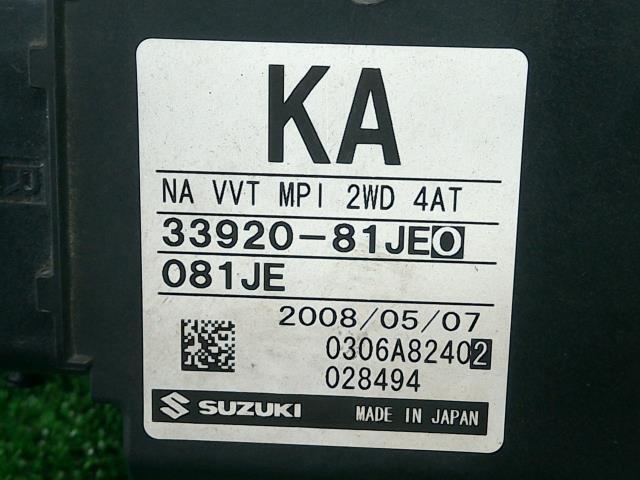 KA
NA VVT MPI 2WD 4AT
33920-81JE0
081JE
2008/05/07
0306A82402
028494
SUZUKI MADE IN JAPAN